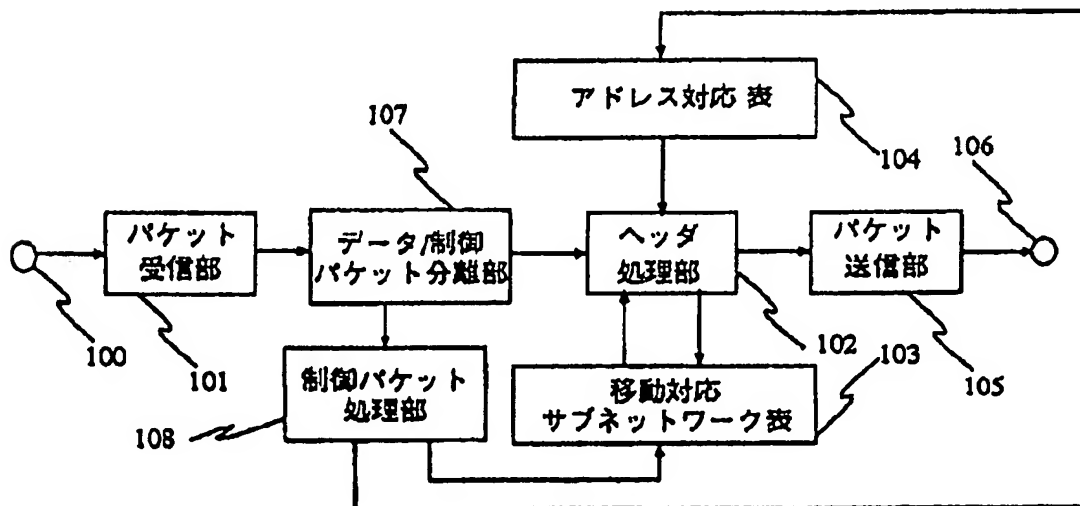 アドレス対応 表
107
104
106
パケット
受信部
データ/制御
パケット分離部
ヘッダ
処理部
パケット
送信部
100
101
102
103
105
制御パケット
処理部
移動対応
サブネットワーク表
108